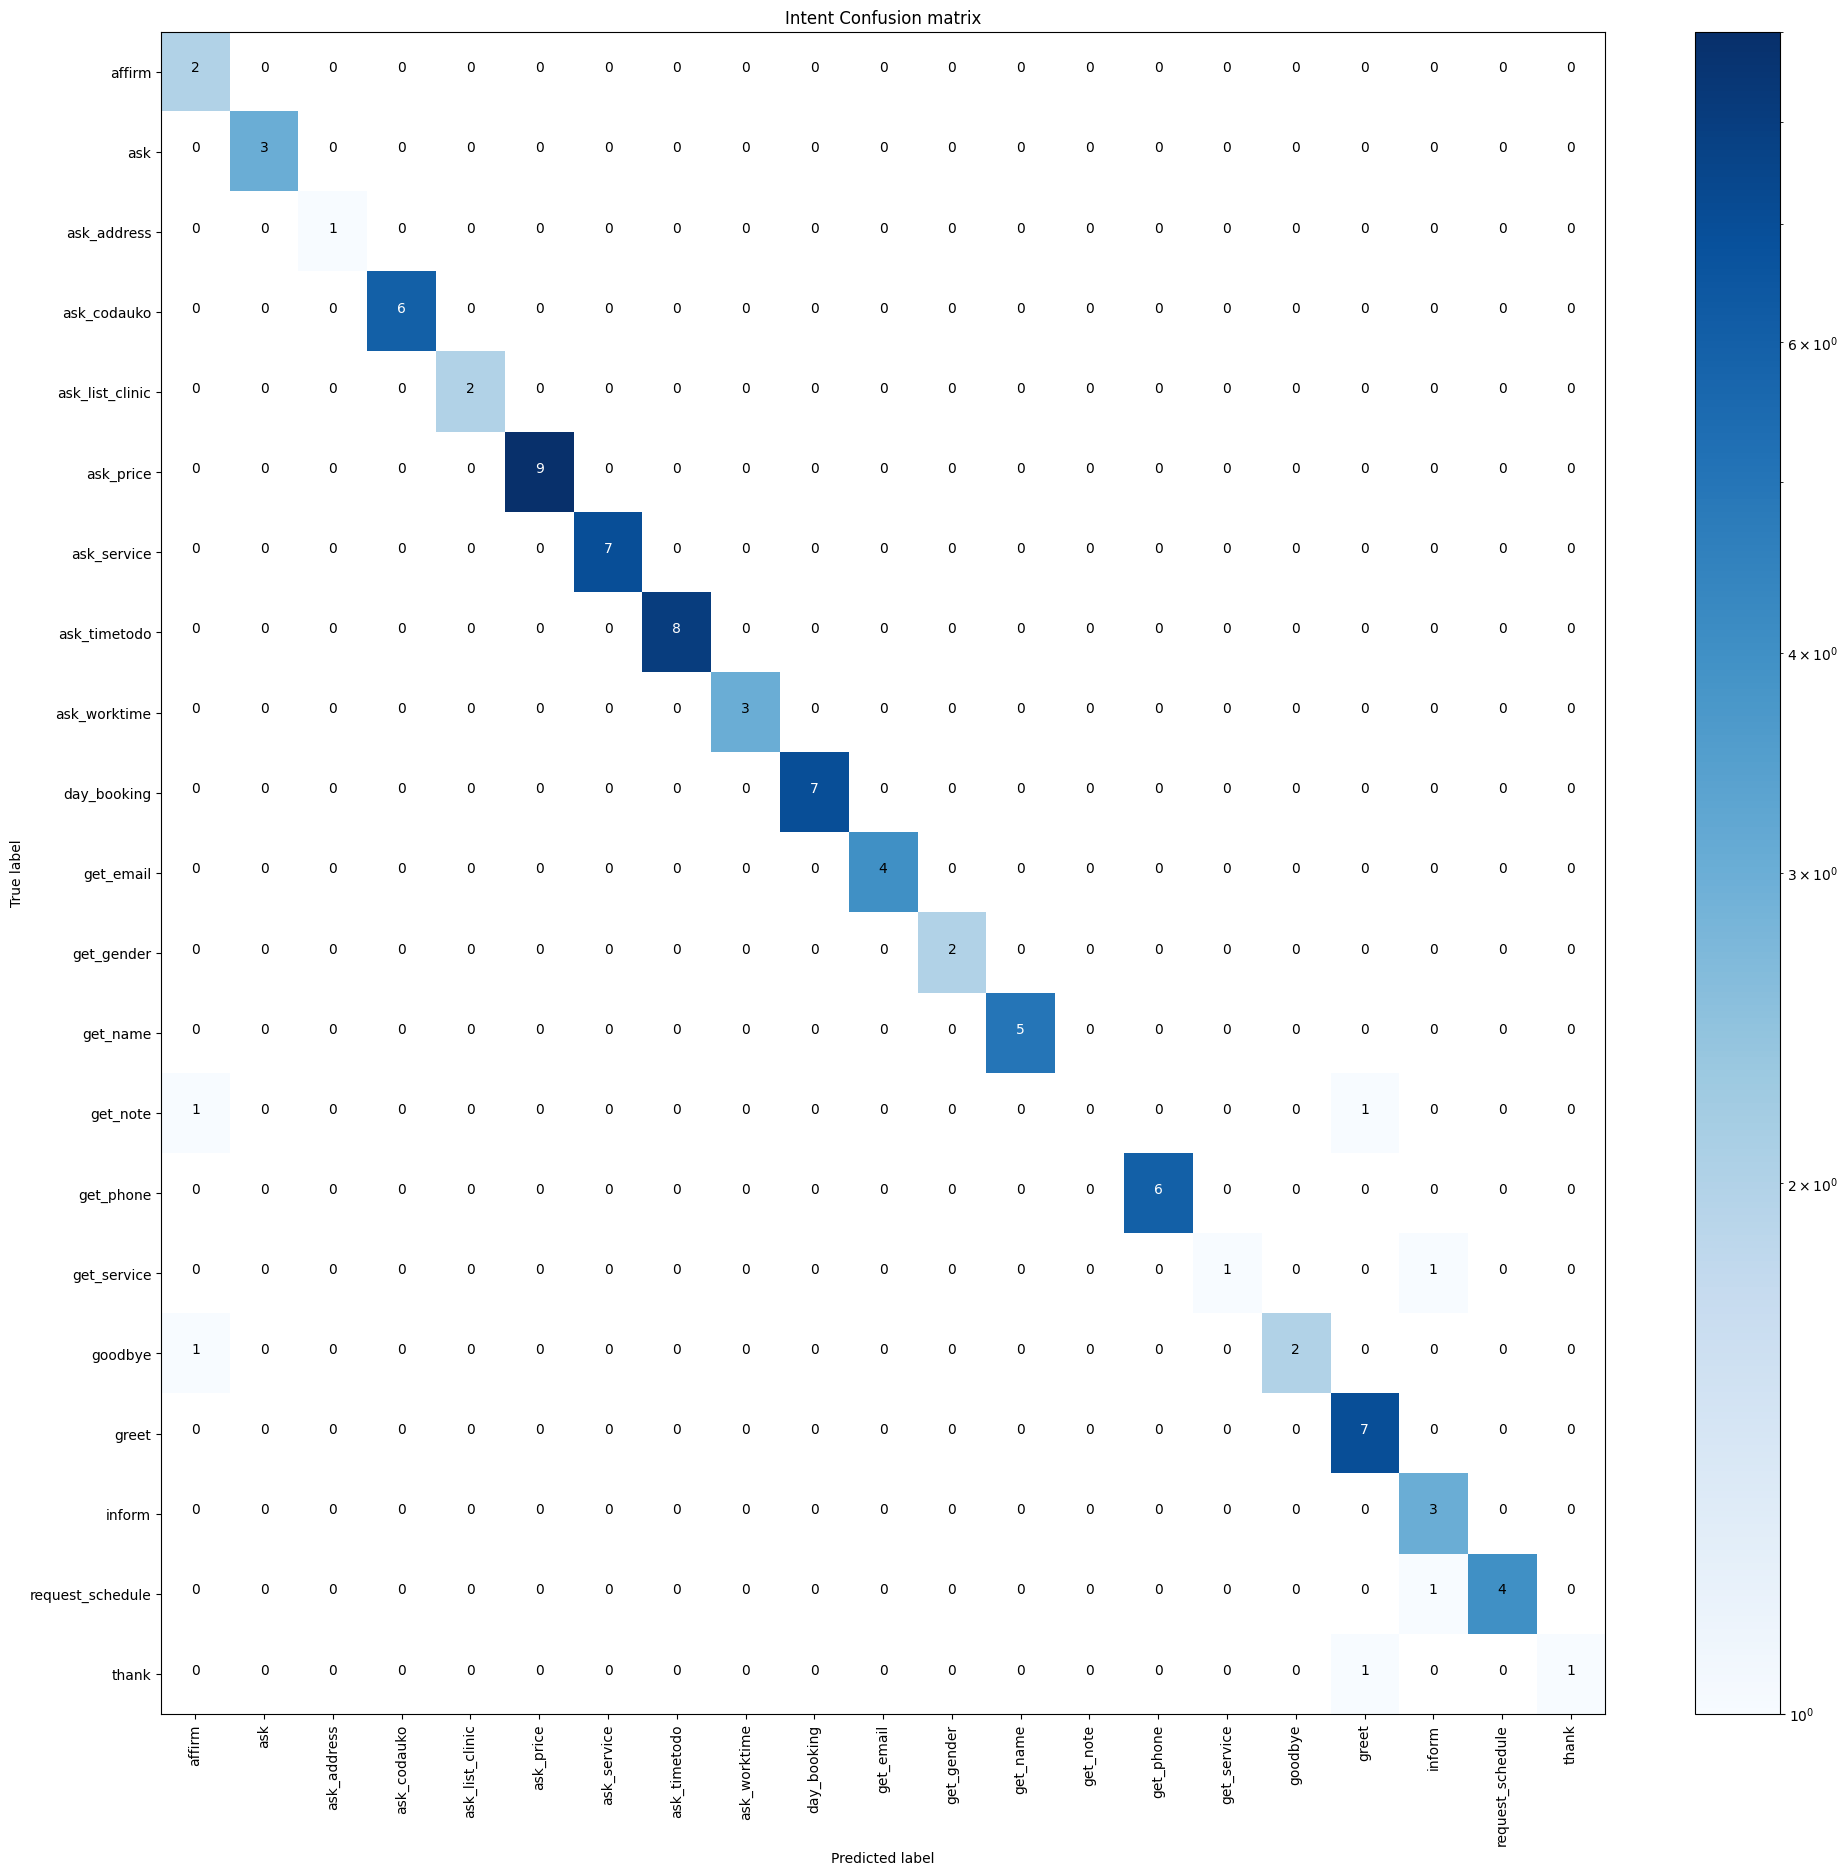 Intent Confusion matrix
affirm 2 0 0 0 0 0 0 0 0 0 0 0 0 0 0 0 0 0 0 0 0
ask 0 3 0 0 0 0 0 0 0 0 0 0 0 0 0 0 0 0 0 0 0
ask_address 0 0 1 0 0 0 0 0 0 0 0 0 0 0 0 0 0 0 0 0 0
ask_codauko 0 0 0 6 0 0 0 0 0 0 0 0 0 0 0 0 0 0 0 0 0
ask_list_clinic 0 0 0 0 2 0 0 0 0 0 0 0 0 0 0 0 0 0 0 0 0
ask_price 0 0 0 0 0 9 0 0 0 0 0 0 0 0 0 0 0 0 0 0 0
ask_service 0 0 0 0 0 0 7 0 0 0 0 0 0 0 0 0 0 0 0 0 0
ask_timetodo 0 0 0 0 0 0 0 8 0 0 0 0 0 0 0 0 0 0 0 0 0
ask_worktime 0 0 0 0 0 0 0 0 3 0 0 0 0 0 0 0 0 0 0 0 0
day_booking 0 0 0 0 0 0 0 0 0 7 0 0 0 0 0 0 0 0 0 0 0
get_email 0 0 0 0 0 0 0 0 0 0 4 0 0 0 0 0 0 0 0 0 0
get_gender 0 0 0 0 0 0 0 0 0 0 0 2 0 0 0 0 0 0 0 0 0
get_name 0 0 0 0 0 0 0 0 0 0 0 0 5 0 0 0 0 0 0 0 0
get_note 1 0 0 0 0 0 0 0 0 0 0 0 0 0 0 0 0 1 0 0 0
get_phone 0 0 0 0 0 0 0 0 0 0 0 0 0 0 6 0 0 0 0 0 0
get_service 0 0 0 0 0 0 0 0 0 0 0 0 0 0 0 1 0 0 1 0 0
goodbye 1 0 0 0 0 0 0 0 0 0 0 0 0 0 0 0 2 0 0 0 0
greet 0 0 0 0 0 0 0 0 0 0 0 0 0 0 0 0 0 7 0 0 0
inform 0 0 0 0 0 0 0 0 0 0 0 0 0 0 0 0 0 0 3 0 0
request_schedule 0 0 0 0 0 0 0 0 0 0 0 0 0 0 0 0 0 0 1 4 0
thank 0 0 0 0 0 0 0 0 0 0 0 0 0 0 0 0 0 1 0 0 1
True label
affirm
ask
ask_address
ask_codauko
ask_list_clinic
ask_price
ask_service
ask_timetodo
ask_worktime
day_booking
get_email
get_gender
get_name
get_note
get_phone
get_service
goodbye
greet
inform
request_schedule
thank
Predicted label
6 × 10⁰
4 × 10⁰
3 × 10⁰
2 × 10⁰
10⁰